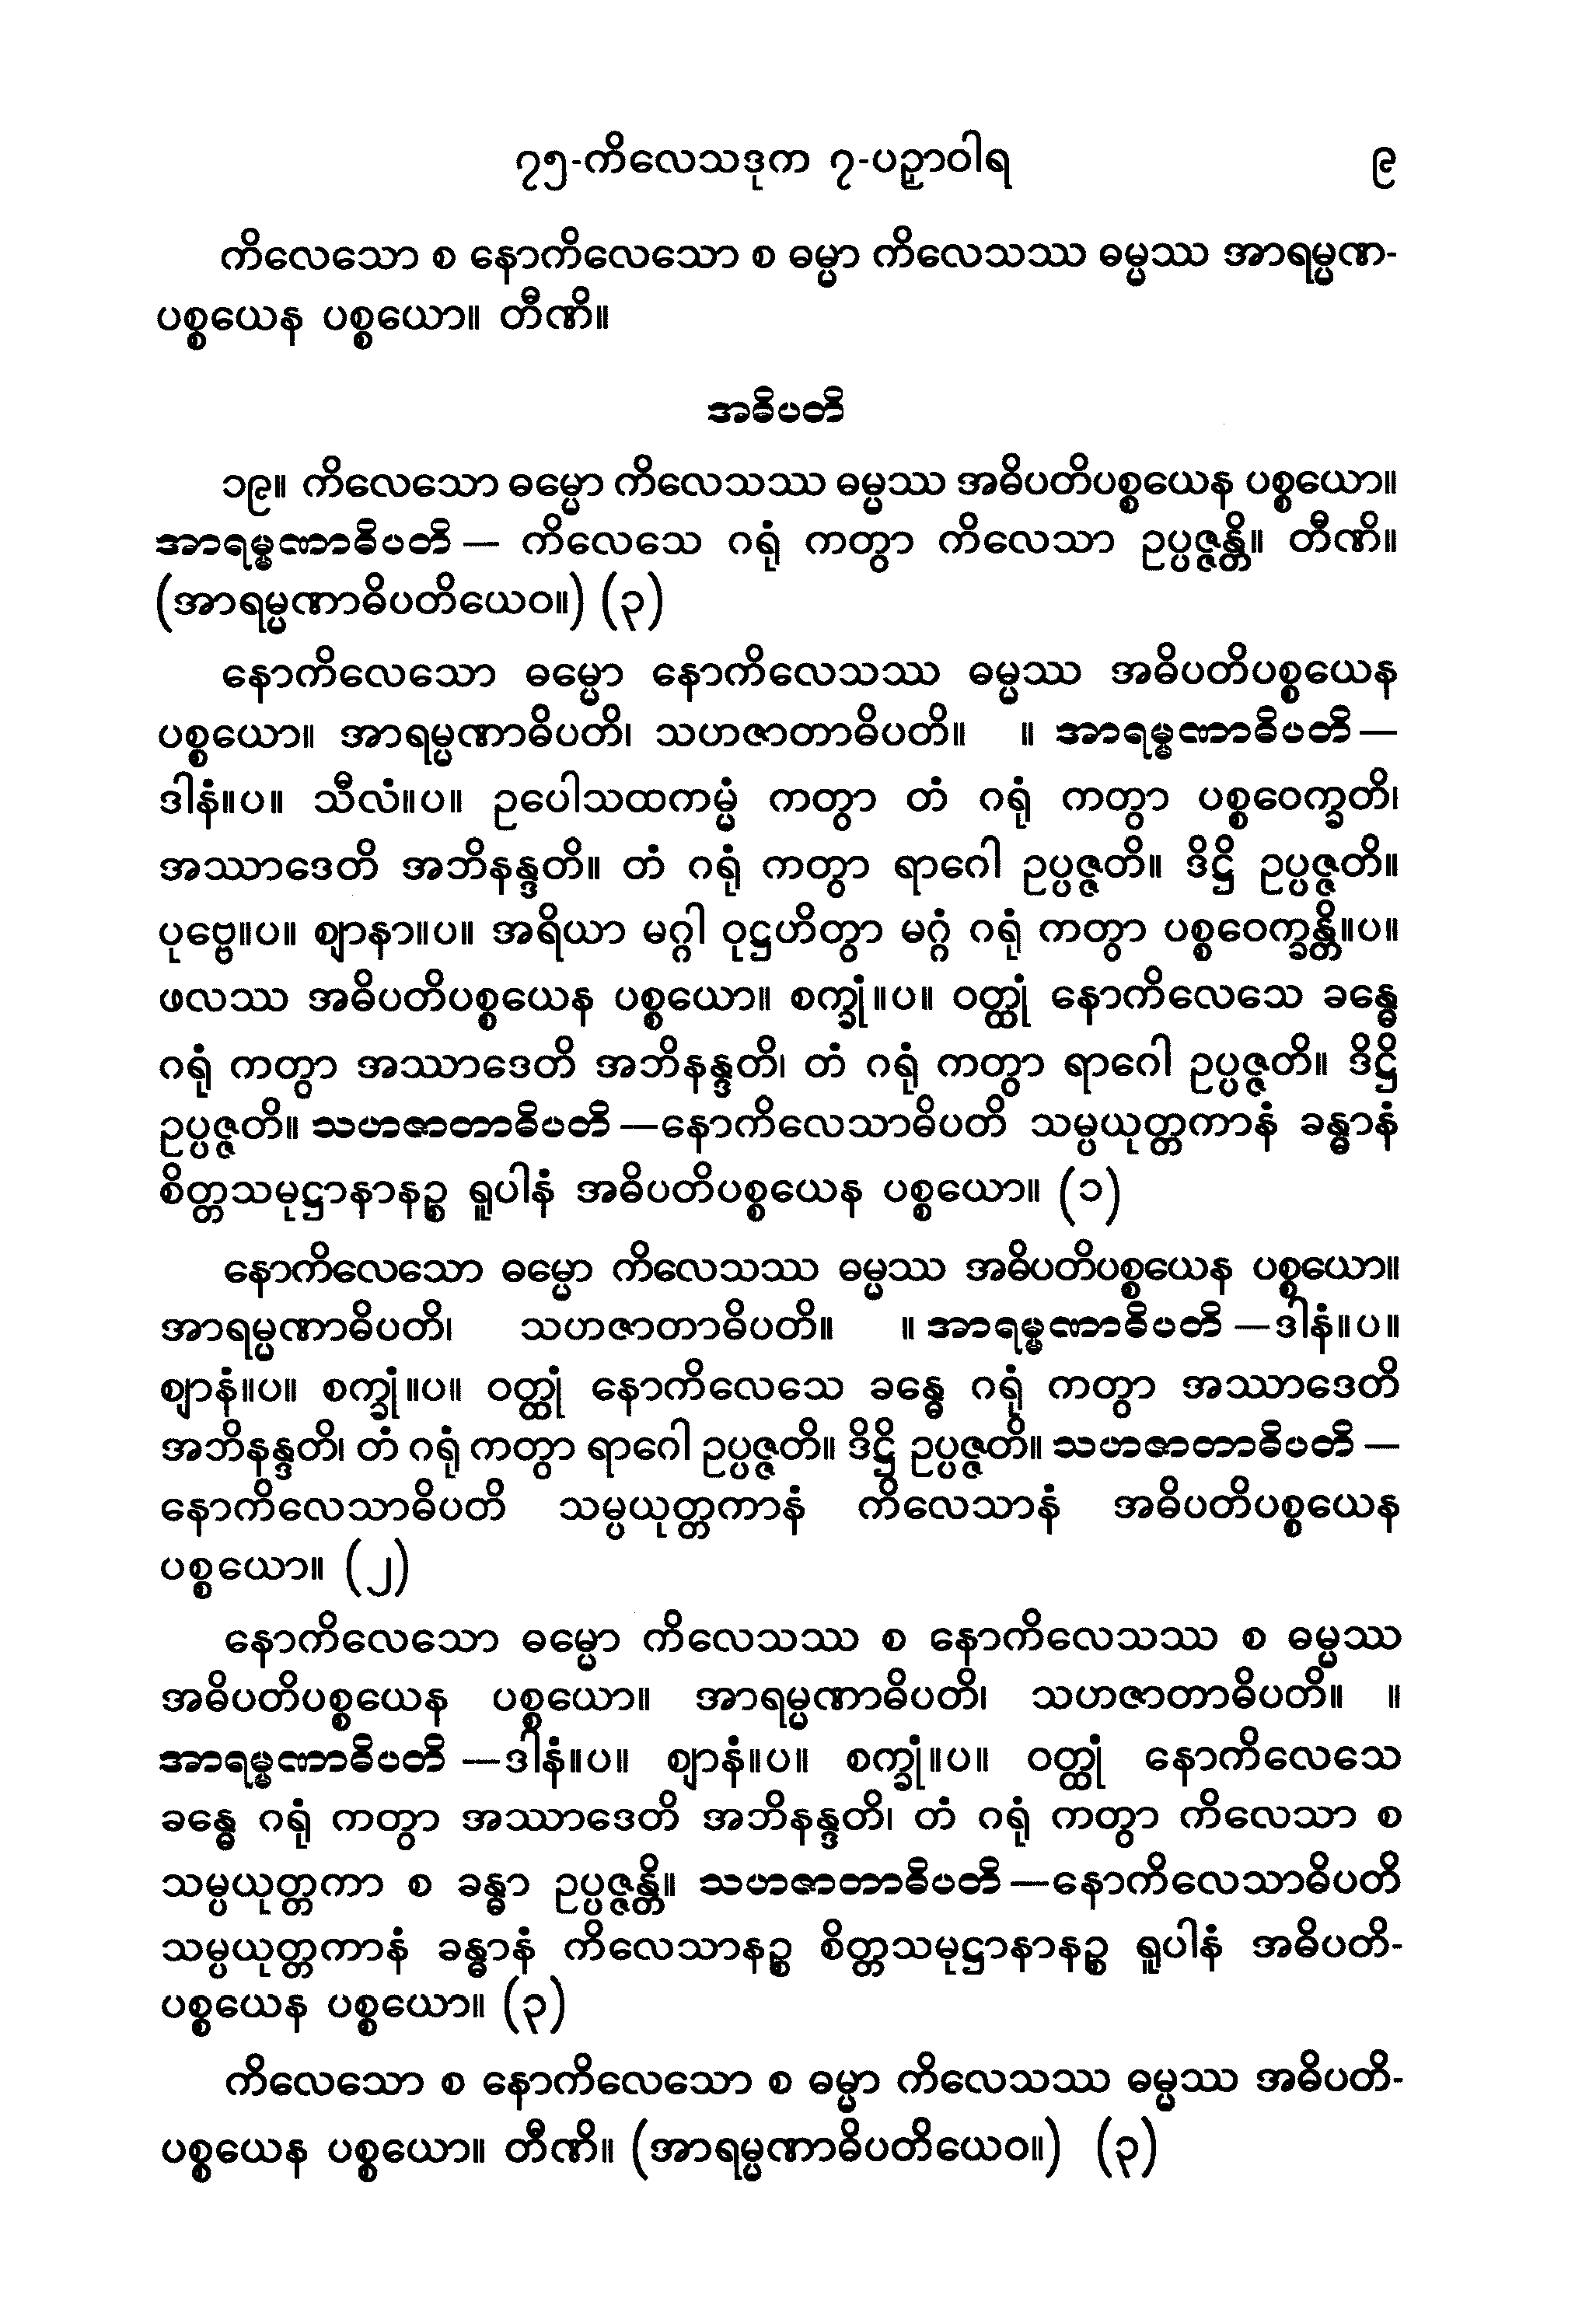 ၇၅-ကိလေသဒုက ၇-ပဉှာဝါရ ၉
ကိလေသော စ နောကိလေသော စ ဓမ္မာ ကိလေသဿ ဓမ္မဿ အာရမ္မဏ-
ပစ္စယေန ပစ္စယော။ တီဏိ။
အဓိပတိ
၁၉။ ကိလေသော ဓမ္မော ကိလေသဿ ဓမ္မဿ အဓိပတိပစ္စယေန ပစ္စယော။
အာရမ္မဏာဓိပတိ — ကိလေသေ ဂရုံ ကတွာ ကိလေသာ ဥပ္ပဇ္ဇန္တိ။ တီဏိ။
(အာရမ္မဏာဓိပတိယေဝ။) (၃)
နောကိလေသော ဓမ္မော နောကိလေသဿ ဓမ္မဿ အဓိပတိပစ္စယေန
ပစ္စယော။ အာရမ္မဏာဓိပတိ၊ သဟဇာတာဓိပတိ။ ။ အာရမ္မဏာဓိပတိ —
ဒါနံ။ပ။ သီလံ။ပ။ ဥပေါသထကမ္မံ ကတွာ တံ ဂရုံ ကတွာ ပစ္စဝေက္ခတိ၊
အဿာဒေတိ အဘိနန္ဒတိ။ တံ ဂရုံ ကတွာ ရာဂေါ ဥပ္ပဇ္ဇတိ။ ဒိဋ္ဌိ ဥပ္ပဇ္ဇတိ။
ပုဗ္ဗေ။ပ။ ဈာနာ။ပ။ အရိယာ မဂ္ဂါ ဝုဋ္ဌဟိတွာ မဂ္ဂံ ဂရုံ ကတွာ ပစ္စဝေက္ခန္တိ။ပ။
ဖလဿ အဓိပတိပစ္စယေန ပစ္စယော။ စက္ခုံ။ပ။ ဝတ္ထုံ နောကိလေသေ ခန္ဓေ
ဂရုံ ကတွာ အဿာဒေတိ အဘိနန္ဒတိ၊ တံ ဂရုံ ကတွာ ရာဂေါ ဥပ္ပဇ္ဇတိ။ ဒိဋ္ဌိ
ဥပ္ပဇ္ဇတိ။ သဟဇာတာဓိပတိ —နောကိလေသာဓိပတိ သမ္ပယုတ္တကာနံ ခန္ဓာနံ
စိတ္တသမုဋ္ဌာနာနဉ္စ ရူပါနံ အဓိပတိပစ္စယေန ပစ္စယော။ (၁)
နောကိလေသော ဓမ္မော ကိလေသဿ ဓမ္မဿ အဓိပတိပစ္စယေန ပစ္စယော။
အာရမ္မဏာဓိပတိ၊ သဟဇာတာဓိပတိ။ ။ အာရမ္မဏာဓိပတိ —ဒါနံ။ပ။
ဈာနံ။ပ။ စက္ခုံ။ပ။ ဝတ္ထုံ နောကိလေသေ ခန္ဓေ ဂရုံ ကတွာ အဿာဒေတိ
အဘိနန္ဒတိ၊ တံ ဂရုံ ကတွာ ရာဂေါ ဥပ္ပဇ္ဇတိ။ ဒိဋ္ဌိ ဥပ္ပဇ္ဇတိ။ သဟဇာတာဓိပတိ —
နောကိလေသာဓိပတိ သမ္ပယုတ္တကာနံ ကိလေသာနံ အဓိပတိပစ္စယေန
ပစ္စယော။ (၂)
နောကိလေသော ဓမ္မော ကိလေသဿ စ နောကိလေသဿ စ ဓမ္မဿ
အဓိပတိပစ္စယေန ပစ္စယော။ အာရမ္မဏာဓိပတိ၊ သဟဇာတာဓိပတိ။ ။
အာရမ္မဏာဓိပတိ —ဒါနံ။ပ။ ဈာနံ။ပ။ စက္ခုံ။ပ။ ဝတ္ထုံ နောကိလေသေ
ခန္ဓေ ဂရုံ ကတွာ အဿာဒေတိ အဘိနန္ဒတိ၊ တံ ဂရုံ ကတွာ ကိလေသာ စ
သမ္ပယုတ္တကာ စ ခန္ဓာ ဥပ္ပဇ္ဇန္တိ။ သဟဇာတာဓိပတိ —နောကိလေသာဓိပတိ
သမ္ပယုတ္တကာနံ ခန္ဓာနံ ကိလေသာနဉ္စ စိတ္တသမုဋ္ဌာနာနဉ္စ ရူပါနံ အဓိပတိ-
ပစ္စယေန ပစ္စယော။ (၃)
ကိလေသော စ နောကိလေသော စ ဓမ္မာ ကိလေသဿ ဓမ္မဿ အဓိပတိ-
ပစ္စယေန ပစ္စယော။ တီဏိ။ (အာရမ္မဏာဓိပတိယေဝ။) (၃)